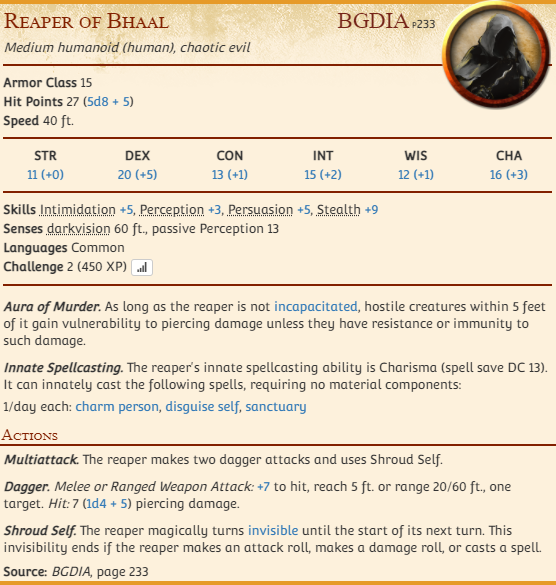 Reaper of Bhaal BGDIA P233
Medium humanoid (human), chaotic evil
Armor Class 15
Hit Points 27 (5d8 + 5)
Speed 40 ft.
STR DEX CON INT WIS CHA
11 (+0) 20 (+5) 13 (+1) 15 (+2) 12 (+1) 16 (+3)
Skills Intimidation +5, Perception +3, Persuasion +5, Stealth +9
Senses darkvision 60 ft., passive Perception 13
Languages Common
Challenge 2 (450 XP)
Aura of Murder. As long as the reaper is not incapacitated, hostile creatures within 5 feet
of it gain vulnerability to piercing damage unless they have resistance or immunity to
such damage.
Innate Spellcasting. The reaper's innate spellcasting ability is Charisma (spell save DC 13).
It can innately cast the following spells, requiring no material components:
1/day each: charm person, disguise self, sanctuary
Actions
Multiattack. The reaper makes two dagger attacks and uses Shroud Self.
Dagger. Melee or Ranged Weapon Attack: +7 to hit, reach 5 ft. or range 20/60 ft., one
target. Hit: 7 (1d4 + 5) piercing damage.
Shroud Self. The reaper magically turns invisible until the start of its next turn. This
invisibility ends if the reaper makes an attack roll, makes a damage roll, or casts a spell.
Source: BGDIA, page 233